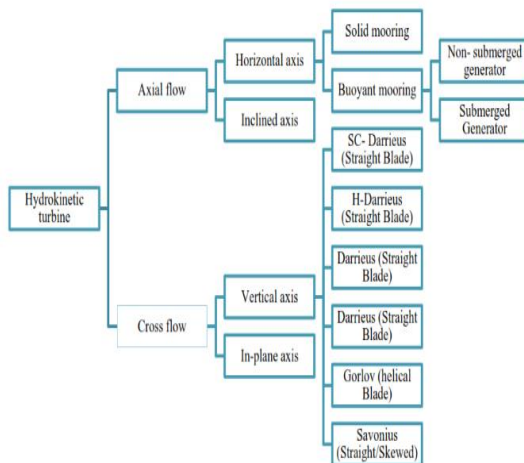 Hydrokinetic
turbine
Axial flow
Horizontal axis
Solid mooring
Buoyant mooring
Non- submerged
generator
Submerged
Generator
Inclined axis
Cross flow
Vertical axis
SC- Darrieus
(Straight Blade)
H-Darrieus
(Straight Blade)
Darrieus (Straight
Blade)
Darrieus (Straight
Blade)
Gorlov (helical
Blade)
Savonius
(Straight/Skewed)
In-plane axis